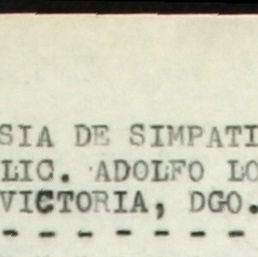 SIA DE SIMPATI
LIC. ADOLFO LO
VICTORIA, DGO.
- - - - - - -